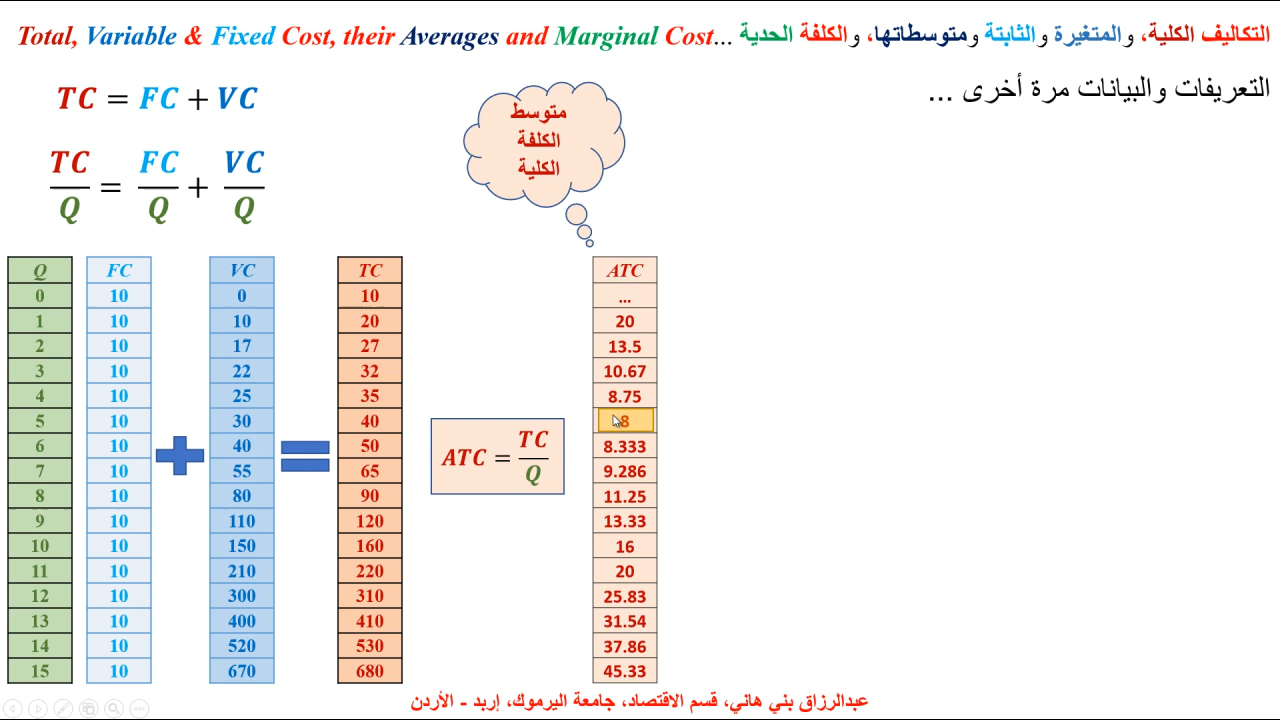 Total, Variable & Fixed Cost, their Averages and Marginal Cost... التكاليف الكلية، والمتغيرة والثابتة ومتوسطاتها، والكلفة الحدية
التعريفات والبيانات مرة أخرى ...
TC = FC + VC
TC/Q = FC/Q + VC/Q
متوسط
الكلفة
الكلية
Q FC VC TC ATC
0 10 0 10 ...
1 10 10 20 20
2 10 17 27 13.5
3 10 22 32 10.67
4 10 25 35 8.75
5 10 30 40 8
6 10 40 50 8.333
7 10 55 65 9.286
8 10 80 90 11.25
9 10 110 120 13.33
10 10 150 160 16
11 10 210 220 20
12 10 300 310 25.83
13 10 400 410 31.54
14 10 520 530 37.86
15 10 670 680 45.33
ATC = TC/Q
عبدالرزاق بني هاني، قسم الاقتصاد، جامعة اليرموك، إربد - الأردن